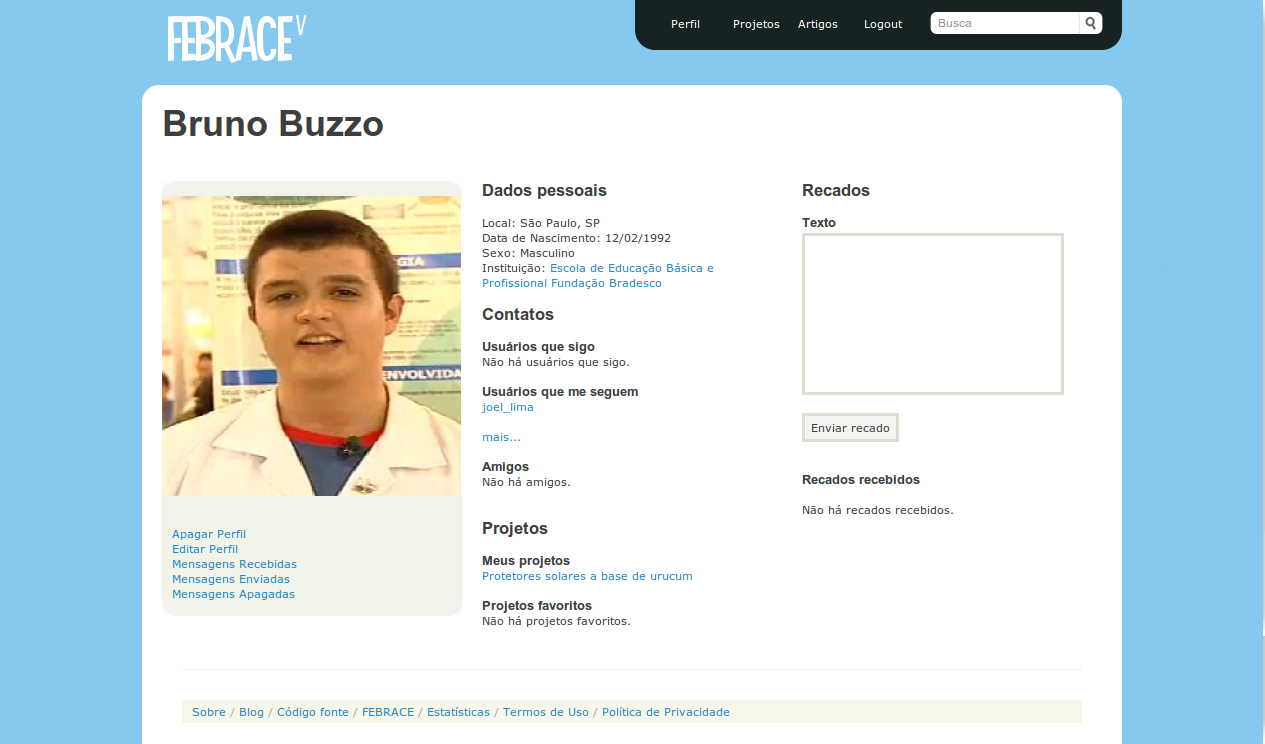 FEBRACE V
Perfil Projetos Artigos Logout Busca
Bruno Buzzo
GIA
ENVOLVIDA
Apagar Perfil
Editar Perfil
Mensagens Recebidas
Mensagens Enviadas
Mensagens Apagadas
Dados pessoais
Local: São Paulo, SP
Data de Nascimento: 12/02/1992
Sexo: Masculino
Instituição: Escola de Educação Básica e
Profissional Fundação Bradesco
Contatos
Usuários que sigo
Não há usuários que sigo.
Usuários que me seguem
joel_lima
mais...
Amigos
Não há amigos.
Projetos
Meus projetos
Protetores solares a base de urucum
Projetos favoritos
Não há projetos favoritos.
Recados
Texto
Enviar recado
Recados recebidos
Não há recados recebidos.
Sobre / Blog / Código fonte / FEBRACE / Estatísticas / Termos de Uso / Política de Privacidade